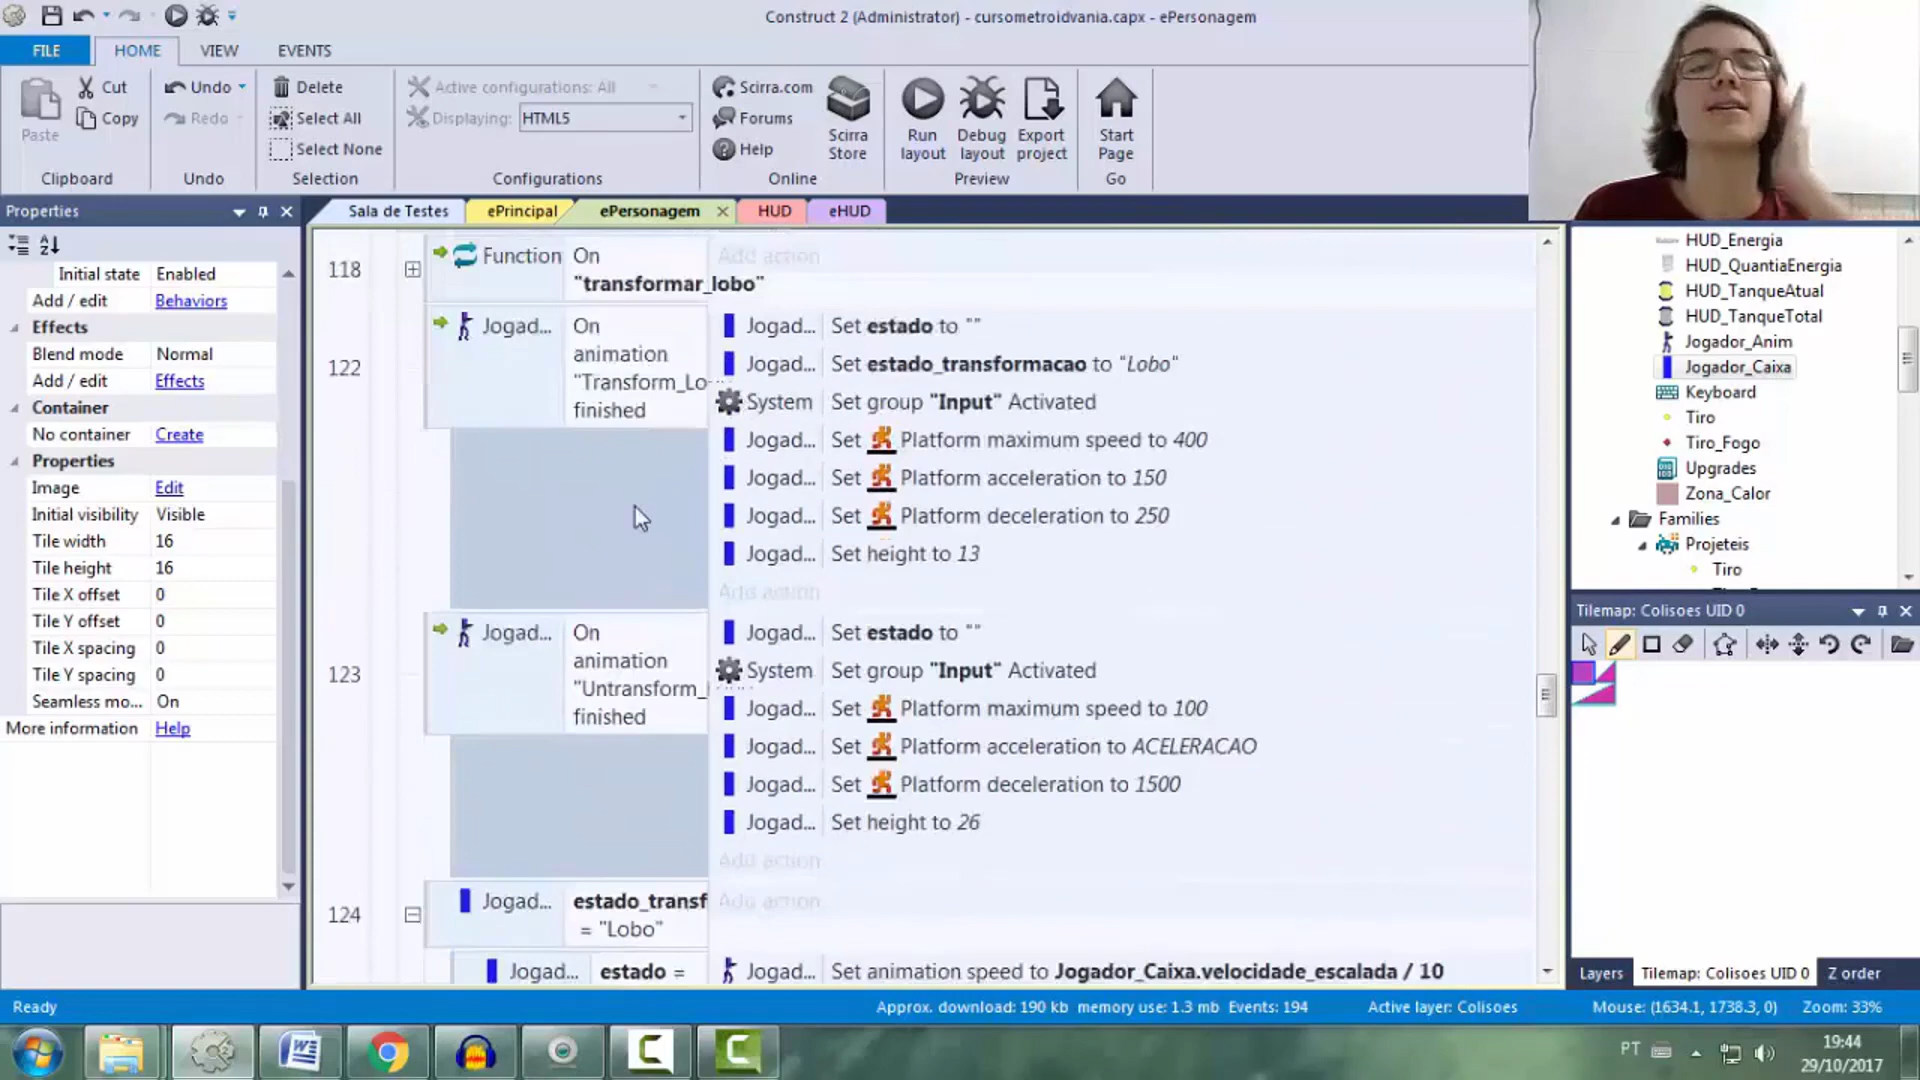 Construct 2 (Administrator) - cursometroidvania.capx - ePersonagem
FILE HOME VIEW EVENTS
Paste Cut Copy Clipboard
Undo Redo Undo
Delete Select All Select None Selection
Active configurations: All
Displaying: HTML5
Configurations
Scirra.com Forums Help Scirra Store Online
Run layout Debug layout Export project Preview
Start Page Go
Properties
Initial state Enabled
Add / edit Behaviors
Effects
Blend mode Normal
Add / edit Effects
Container
No container Create
Properties
Image Edit
Initial visibility Visible
Tile width 16
Tile height 16
Tile X offset 0
Tile Y offset 0
Tile X spacing 0
Tile Y spacing 0
Seamless mo... On
More information Help
Sala de Testes ePrincipal ePersonagem HUD eHUD
118 Function On "transformar_lobo" Add action
122 Jogad... On animation "Transform_Lo finished
Jogad... Set estado to ""
Jogad... Set estado_transformacao to "Lobo"
System Set group "Input" Activated
Jogad... Set Platform maximum speed to 400
Jogad... Set Platform acceleration to 150
Jogad... Set Platform deceleration to 250
Jogad... Set height to 13
Add action
123 Jogad... On animation "Untransform_ finished
Jogad... Set estado to ""
System Set group "Input" Activated
Jogad... Set Platform maximum speed to 100
Jogad... Set Platform acceleration to ACELERACAO
Jogad... Set Platform deceleration to 1500
Jogad... Set height to 26
Add action
124 Jogad... estado_transf = "Lobo" Add action
Jogad... estado =
Jogad... Set animation speed to Jogador_Caixa.velocidade_escalada / 10
HUD_Energia
HUD_QuantiaEnergia
HUD_TanqueAtual
HUD_TanqueTotal
Jogador_Anim
Jogador_Caixa
Keyboard
Tiro
Tiro_Fogo
Upgrades
Zona_Calor
Families
Projeteis
Tiro
Tilemap: Colisoes UID 0
Layers Tilemap: Colisoes UID 0 Z order
Ready Approx. download: 190 kb memory use: 1.3 mb Events: 194 Active layer: Colisoes Mouse: (1634.1, 1738.3, 0) Zoom: 33%
PT 19:44
29/10/2017